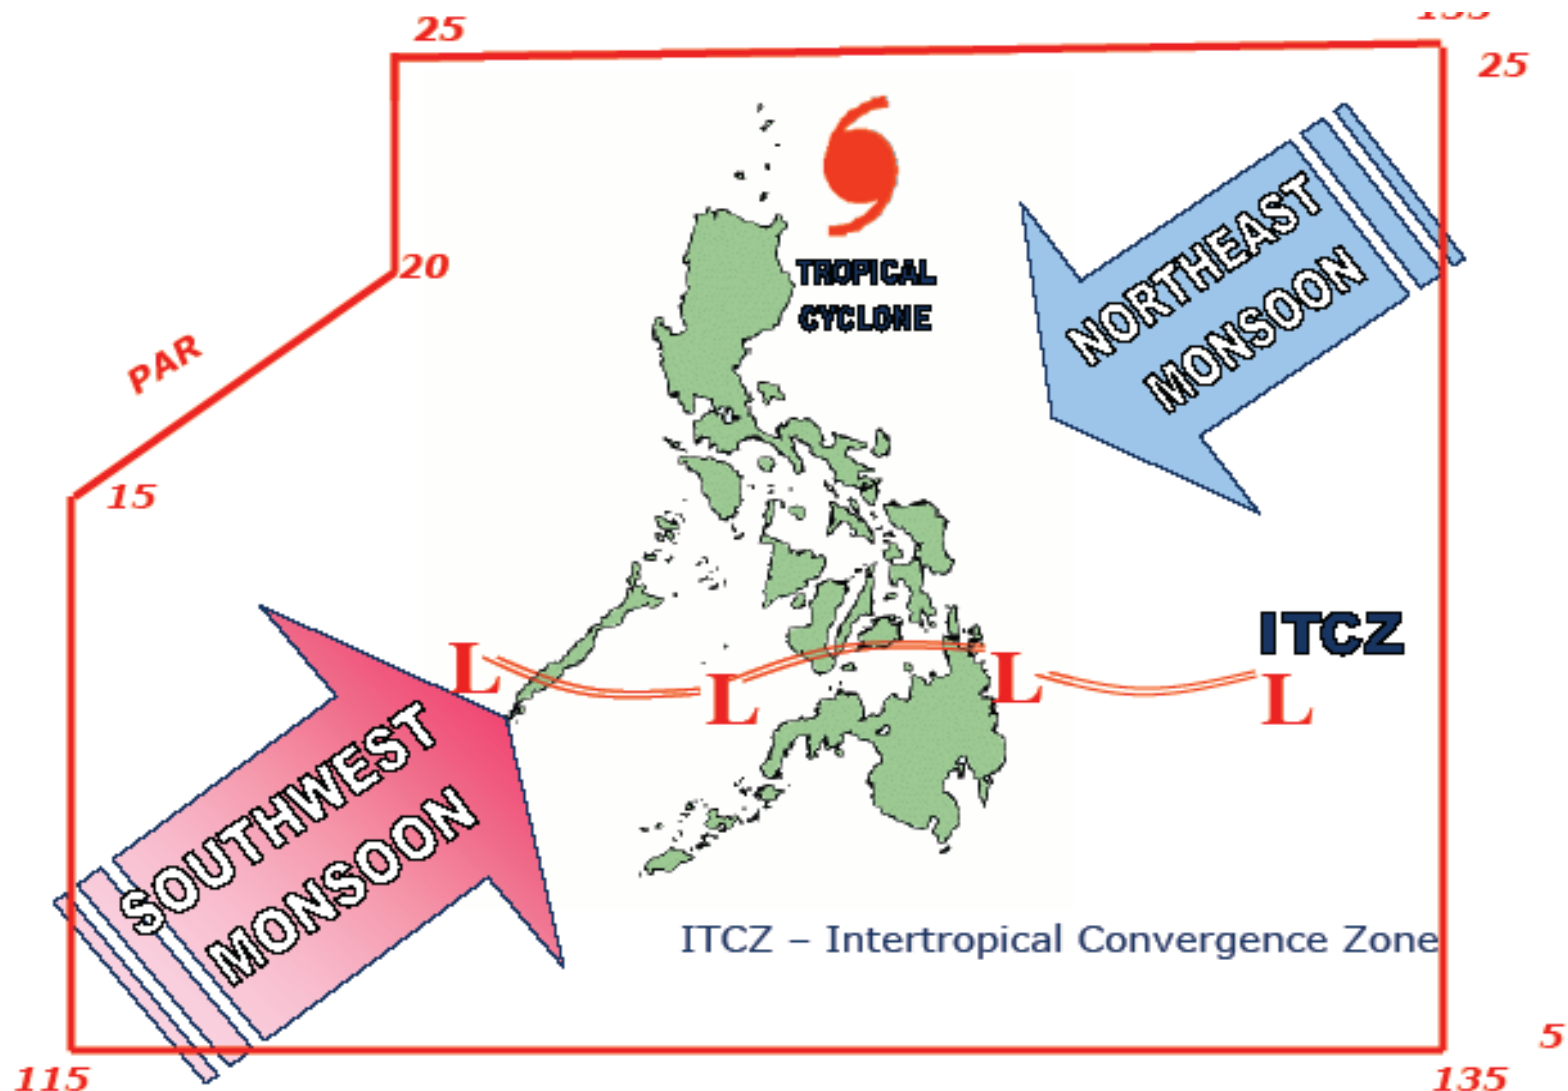 25
25
20
TROPICAL
CYCLONE
NORTHEAST
MONSOON
PAR
15
ITCZ
L
L
L
L
SOUTHWEST
MONSOON
ITCZ – Intertropical Convergence Zone
5
115
135